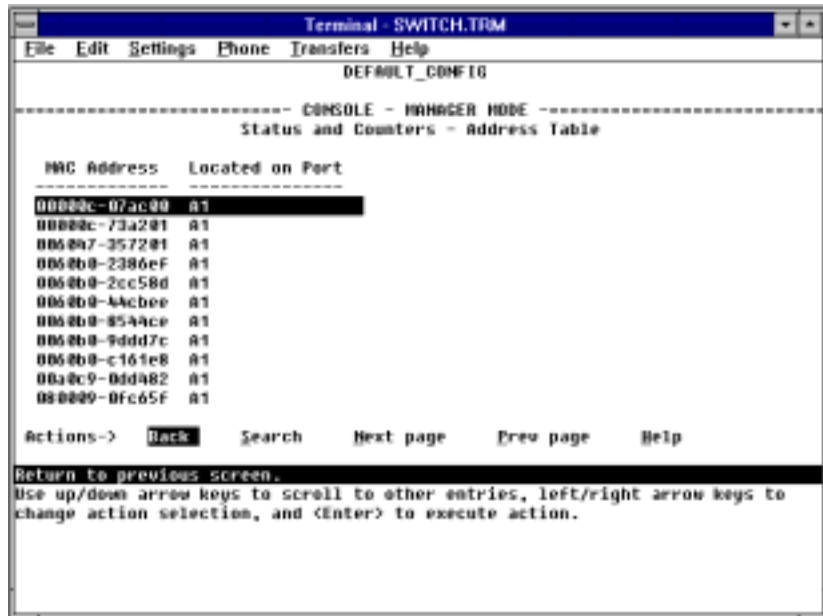 Terminal - SWITCH.TRM
File Edit Settings Phone Transfers Help
DEFAULT_CONFIG
- CONSOLE - MANAGER MODE -
Status and Counters - Address Table
MAC Address Located on Port
00000c-07ac00 A1
00000c-73a201 A1
006047-357201 A1
0060b0-2386ef A1
0060b0-2cc58d A1
0060b0-44cbee A1
0060b0-8544ce A1
0060b0-9ddd7c A1
0060b0-c161e8 A1
00a0c9-0dd482 A1
080009-0fc65f A1
Actions-> Back Search Next page Prev page Help
Return to previous screen.
Use up/down arrow keys to scroll to other entries, left/right arrow keys to
change action selection, and <Enter> to execute action.